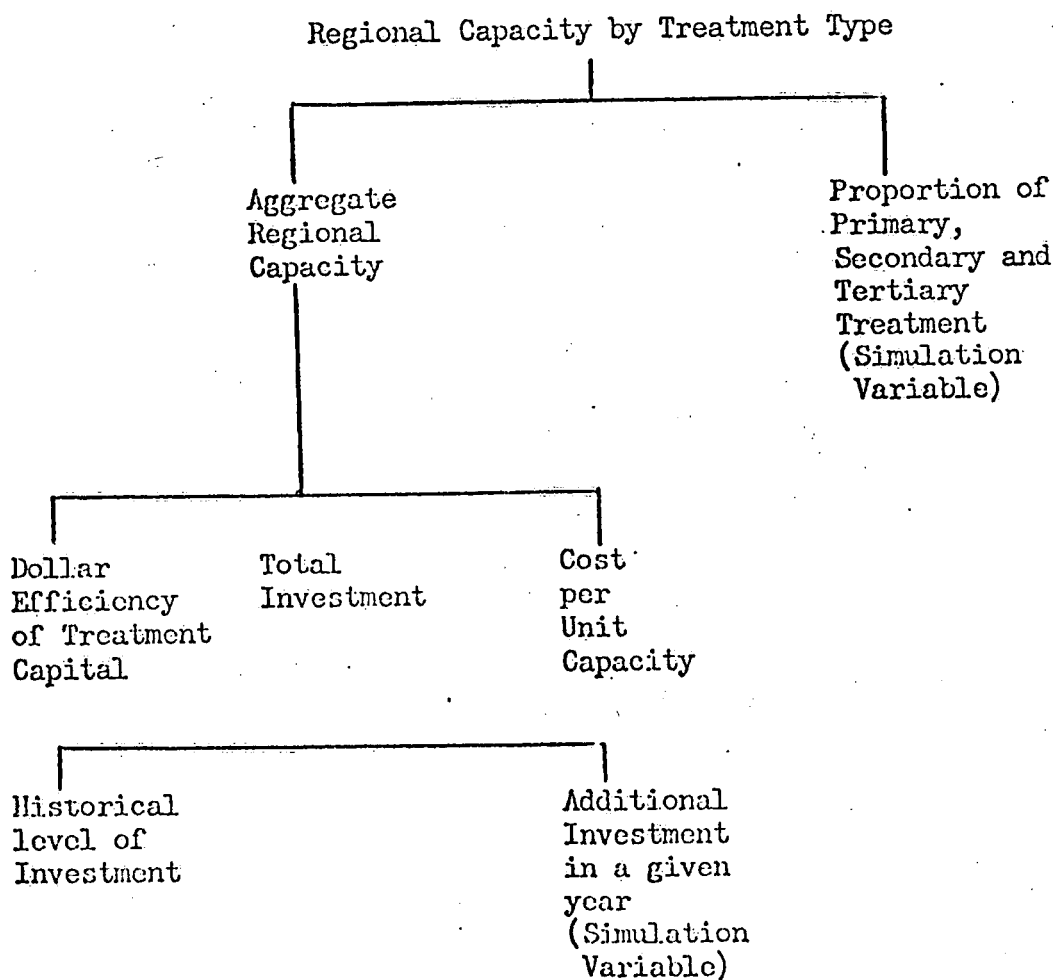 Regional Capacity by Treatment Type
Aggregate
Regional
Capacity
Proportion of
Primary,
Secondary and
Tertiary
Treatment
(Simulation
Variable)
Dollar
Efficiency
of Treatment
Capital
Total
Investment
Cost
per
Unit
Capacity
Historical
level of
Investment
Additional
Investment
in a given
year
(Simulation
Variable)